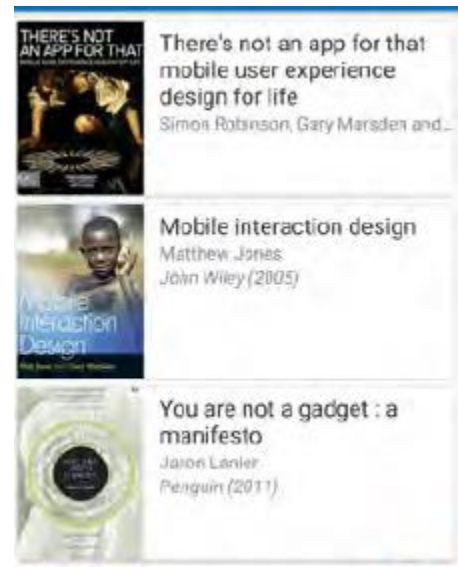 THERE'S NOT
AN APP FOR THAT
There's not an app for that
mobile user experience
design for life
Simon Robinson, Gary Marsden and...
Mobile interaction design
Matthew Jones
John Wiley (2005)
Mobile
Interaction
Design
You are not a gadget : a
manifesto
Jaron Lanier
Penguin (2011)